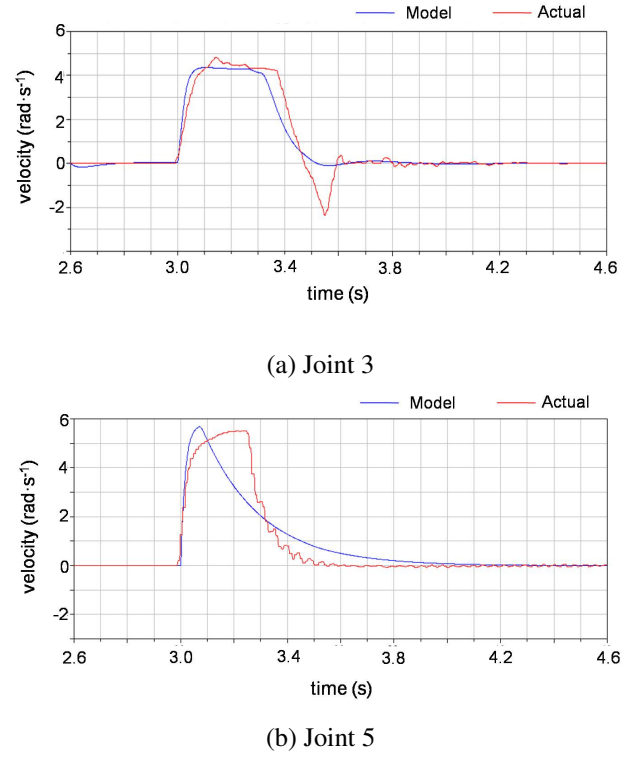 Model Actual
6
4
2
0
-2
velocity (rad·s⁻¹)
2.6 3.0 3.4 3.8 4.2 4.6
time (s)
(a) Joint 3
Model Actual
6
4
2
0
-2
velocity (rad·s⁻¹)
2.6 3.0 3.4 3.8 4.2 4.6
time (s)
(b) Joint 5